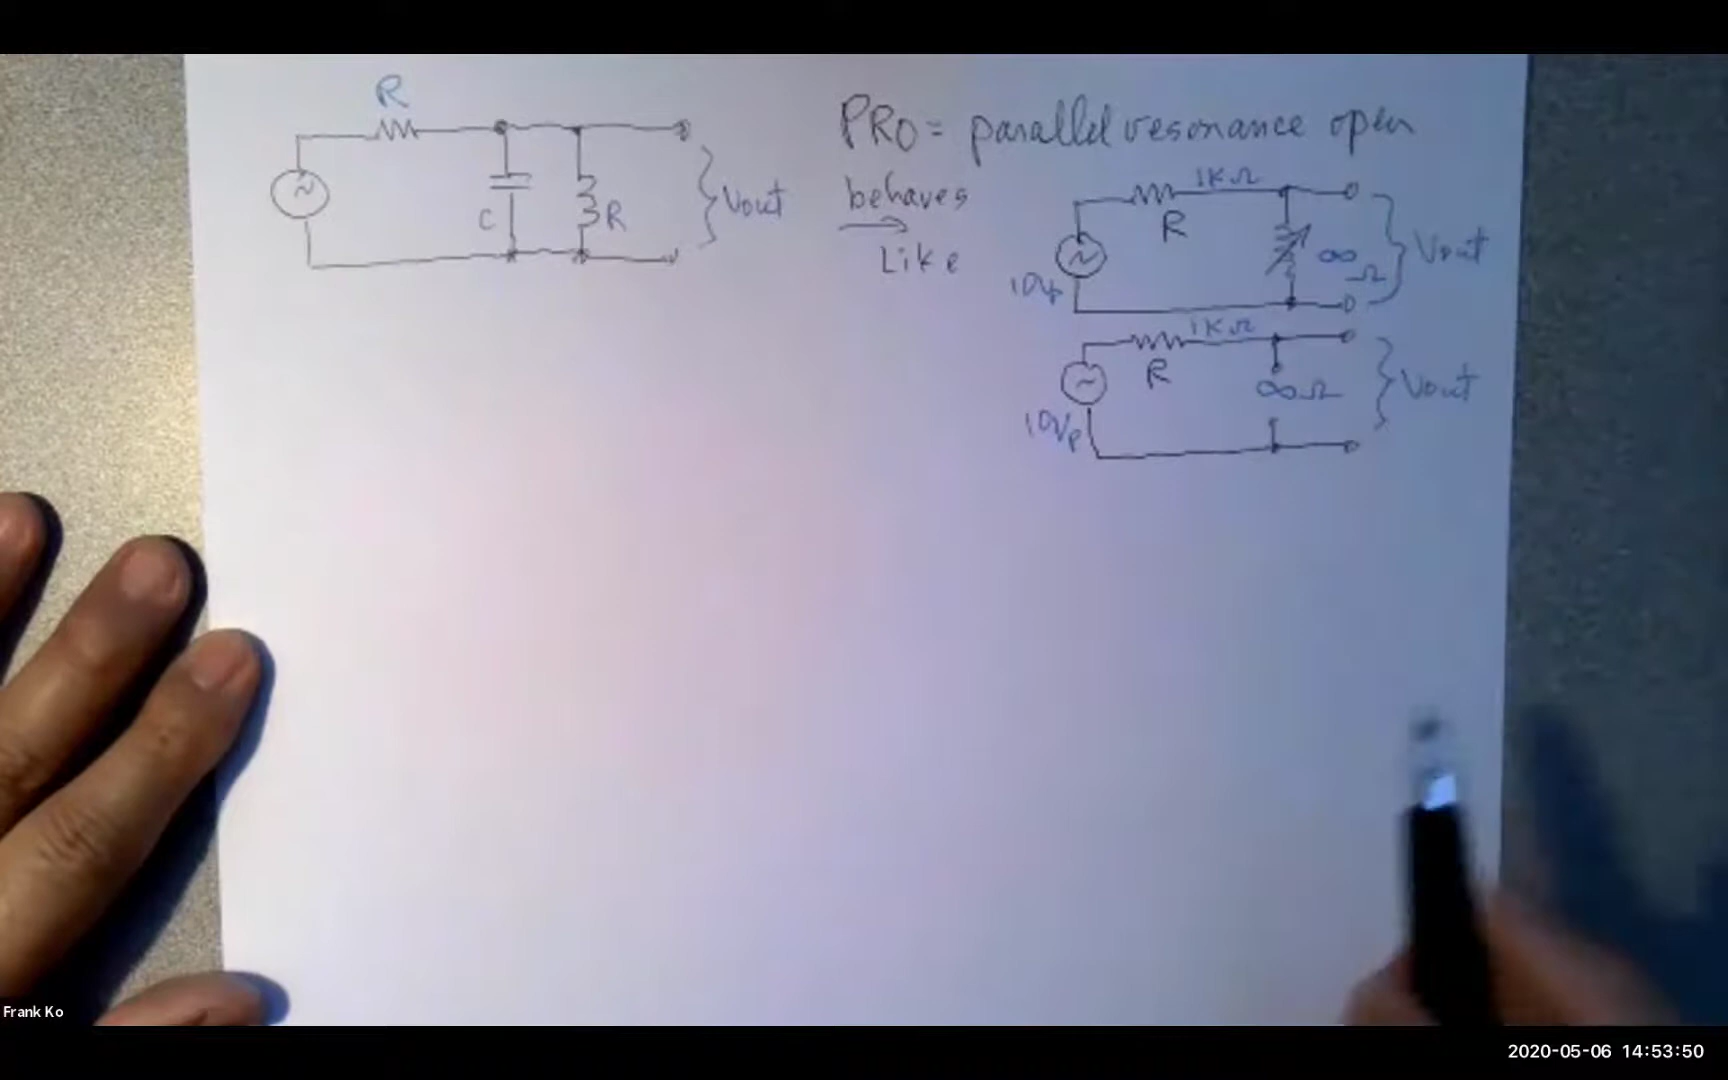 R
C
R
Vout
PRO = parallel resonance open
behaves
Like
1KΩ
R
10Vp
∞
Ω
Vout
1KΩ
R
10Vp
∞Ω
Vout
Frank Ko
2020-05-06 14:53:50